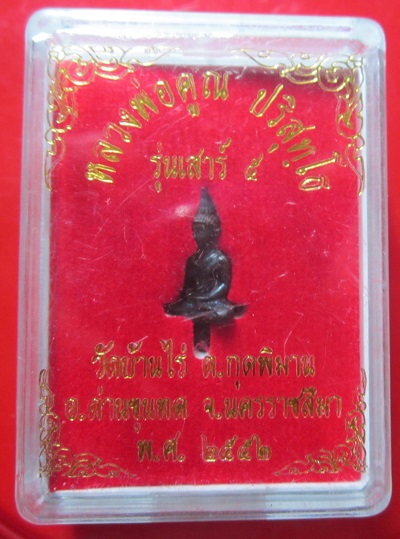 หลวงพ่อคูณ ปริสุทฺโธ
รุ่นเสาร์ ๕
วัดบ้านไร่ ต.กุดพิมาน
อ.ด่านขุนทด จ.นครราชสีมา
พ.ศ. ๒๕๕๒